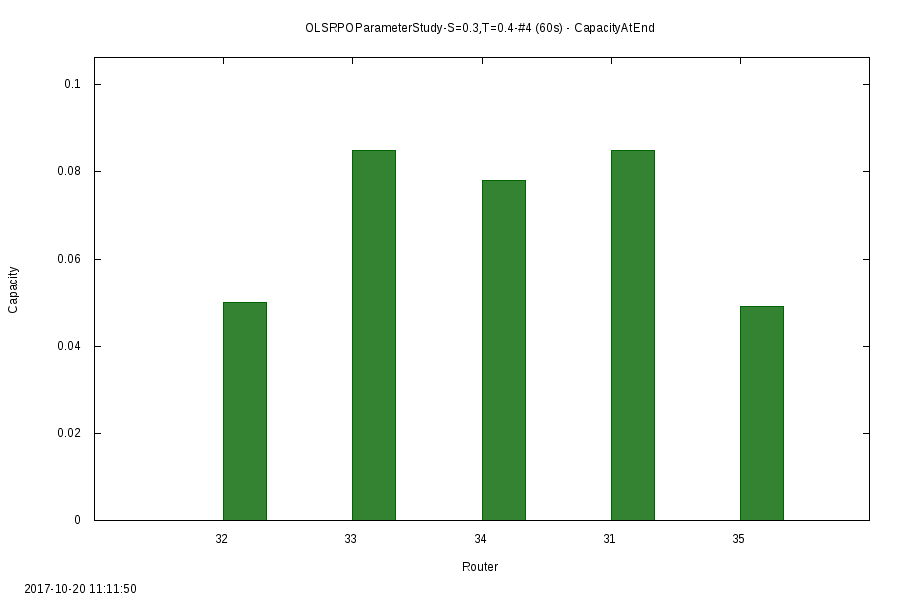 OLSRPOParameterStudy-S=0.3,T=0.4-#4 (60s) - CapacityAtEnd
0.1
0.08
0.06
0.04
0.02
0
Capacity
32 33 34 31 35
Router
2017-10-20 11:11:50